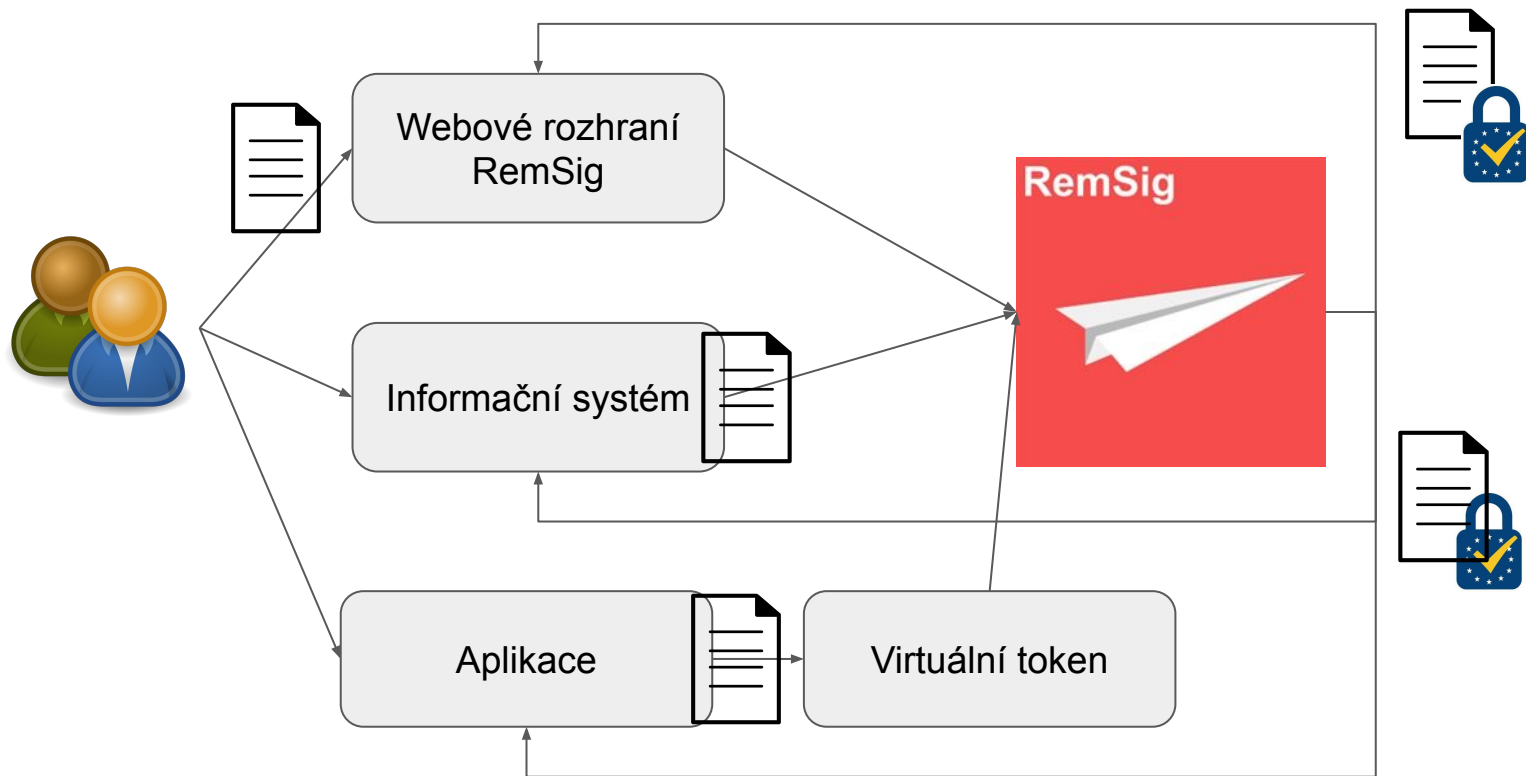 Webové rozhraní
RemSig
RemSig
Informační systém
Aplikace
Virtuální token